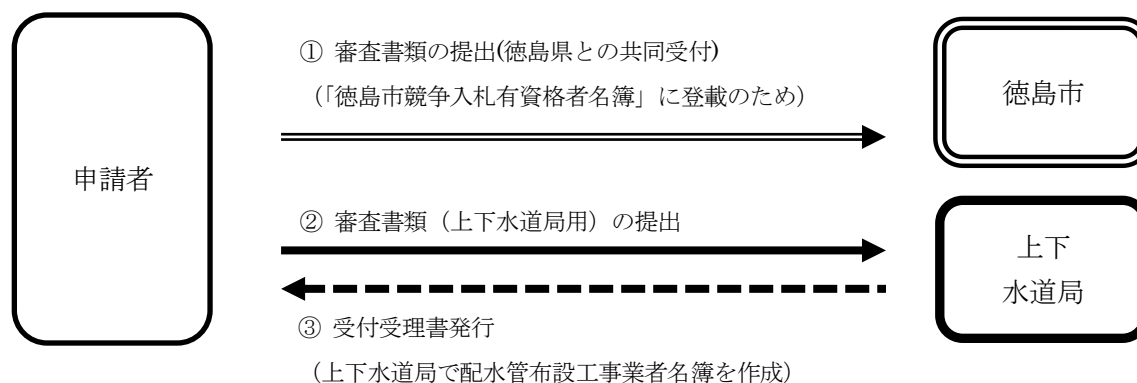 申請者
① 審査書類の提出(徳島県との共同受付)
（「徳島市競争入札有資格者名簿」に登載のため）
徳島市
② 審査書類（上下水道局用）の提出
上下
水道局
③ 受付受理書発行
（上下水道局で配水管布設工事業者名簿を作成）